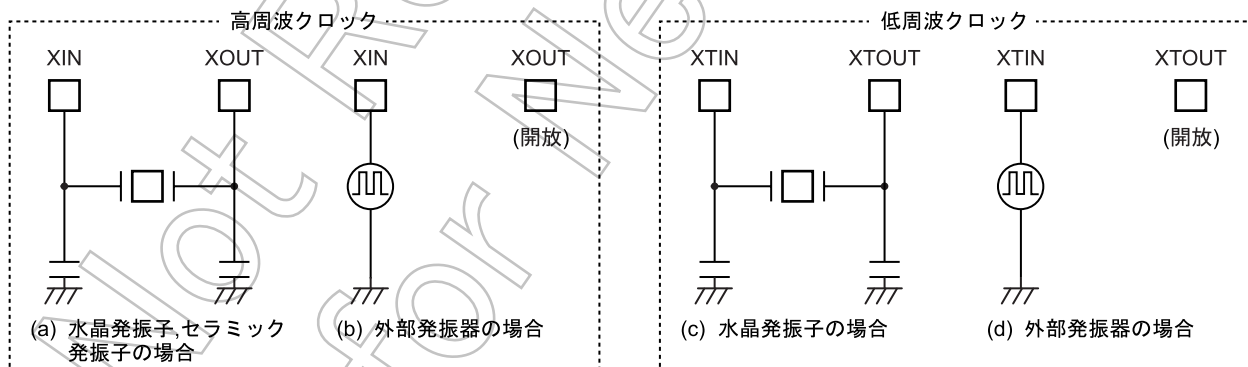 高周波クロック
XIN XOUT XIN XOUT
(開放)
(a) 水晶発振子,セラミック
発振子の場合
(b) 外部発振器の場合
低周波クロック
XTIN XTOUT XTIN XTOUT
(開放)
(c) 水晶発振子の場合
(d) 外部発振器の場合
Not R
for Ne